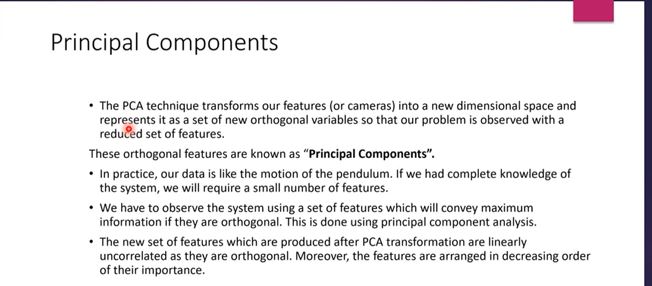 Principal Components
• The PCA technique transforms our features (or cameras) into a new dimensional space and
represents it as a set of new orthogonal variables so that our problem is observed with a
reduced set of features.
These orthogonal features are known as “Principal Components”.
• In practice, our data is like the motion of the pendulum. If we had complete knowledge of
the system, we will require a small number of features.
• We have to observe the system using a set of features which will convey maximum
information if they are orthogonal. This is done using principal component analysis.
• The new set of features which are produced after PCA transformation are linearly
uncorrelated as they are orthogonal. Moreover, the features are arranged in decreasing order
of their importance.